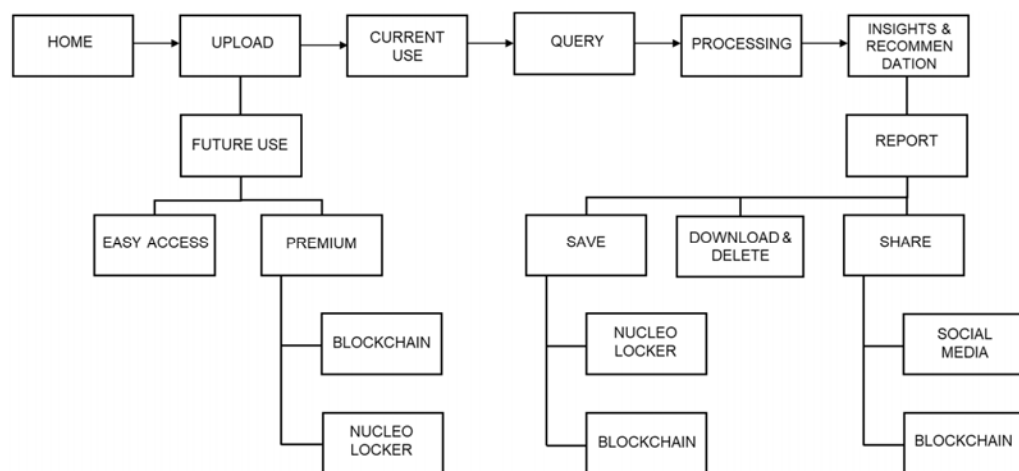 HOME
UPLOAD
CURRENT
USE
QUERY
PROCESSING
INSIGHTS &
RECOMMEN
DATION
FUTURE USE
REPORT
EASY ACCESS
PREMIUM
SAVE
DOWNLOAD &
DELETE
SHARE
BLOCKCHAIN
NUCLEO
LOCKER
SOCIAL
MEDIA
NUCLEO
LOCKER
BLOCKCHAIN
BLOCKCHAIN